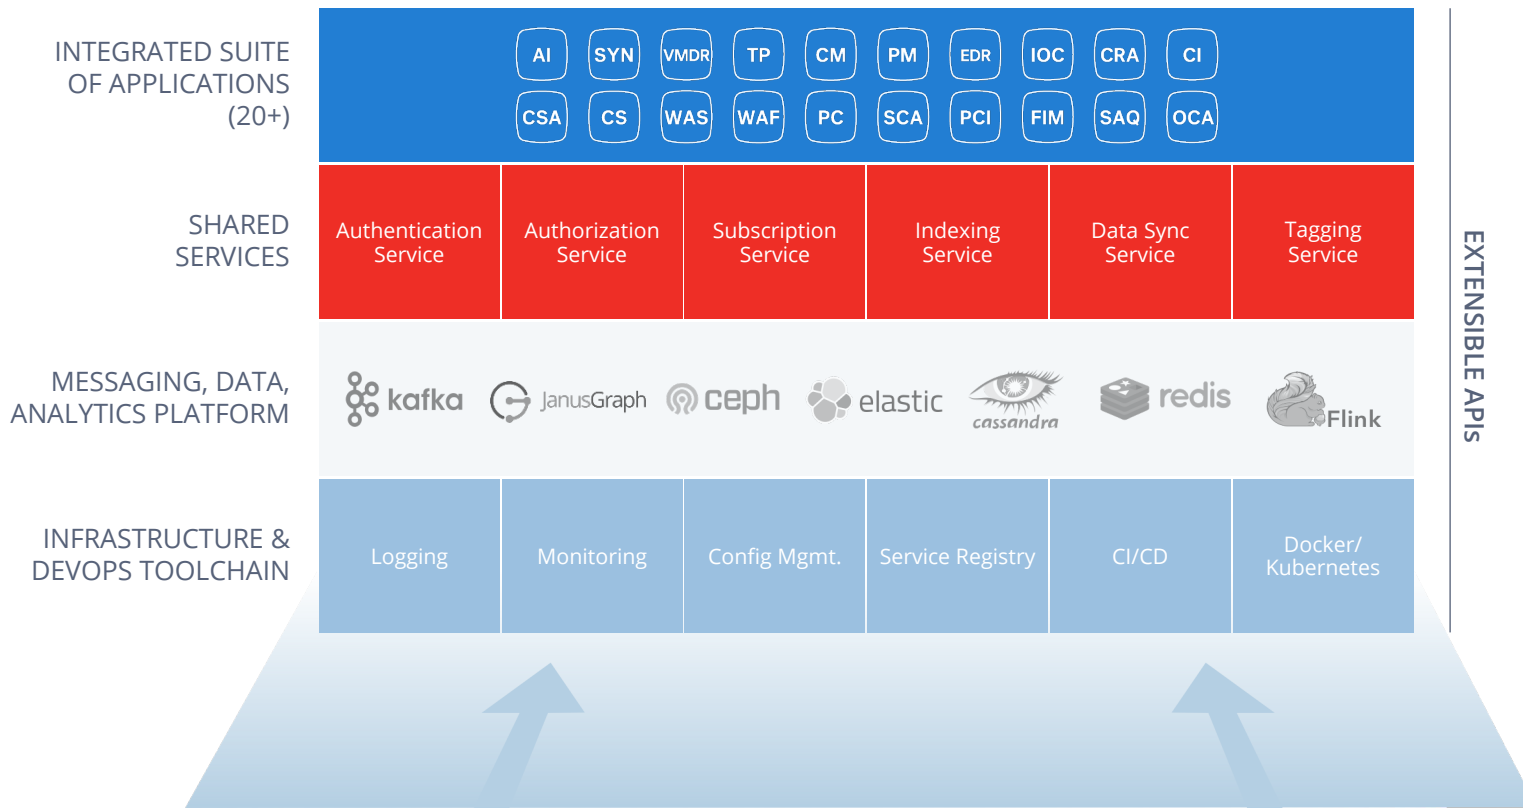 INTEGRATED SUITE
OF APPLICATIONS
(20+)
AI SYN VMDR TP CM PM EDR IOC CRA CI
CSA CS WAS WAF PC SCA PCI FIM SAQ OCA
SHARED
SERVICES
Authentication
Service
Authorization
Service
Subscription
Service
Indexing
Service
Data Sync
Service
Tagging
Service
MESSAGING, DATA,
ANALYTICS PLATFORM
kafka
JanusGraph
ceph
elastic
cassandra
redis
Flink
INFRASTRUCTURE &
DEVOPS TOOLCHAIN
Logging
Monitoring
Config Mgmt.
Service Registry
CI/CD
Docker/
Kubernetes
EXTENSIBLE APIs